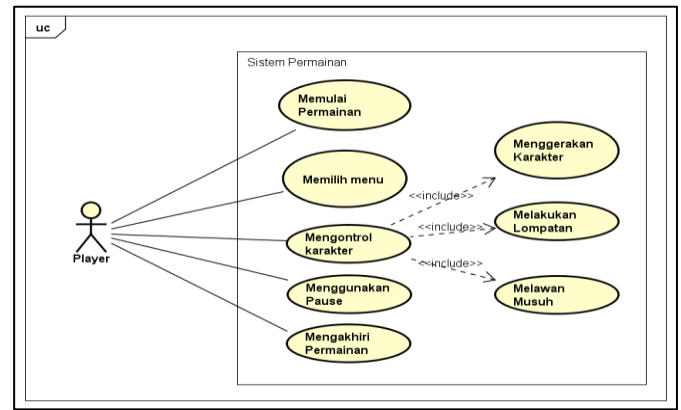 uc
Sistem Permainan
Memulai
Permainan
Memilih menu
Mengontrol
karakter
Menggunakan
Pause
Mengakhiri
Permainan
Player
<<include>>
<<include>>
<<include>>
Menggerakan
Karakter
Melakukan
Lompatan
Melawan
Musuh